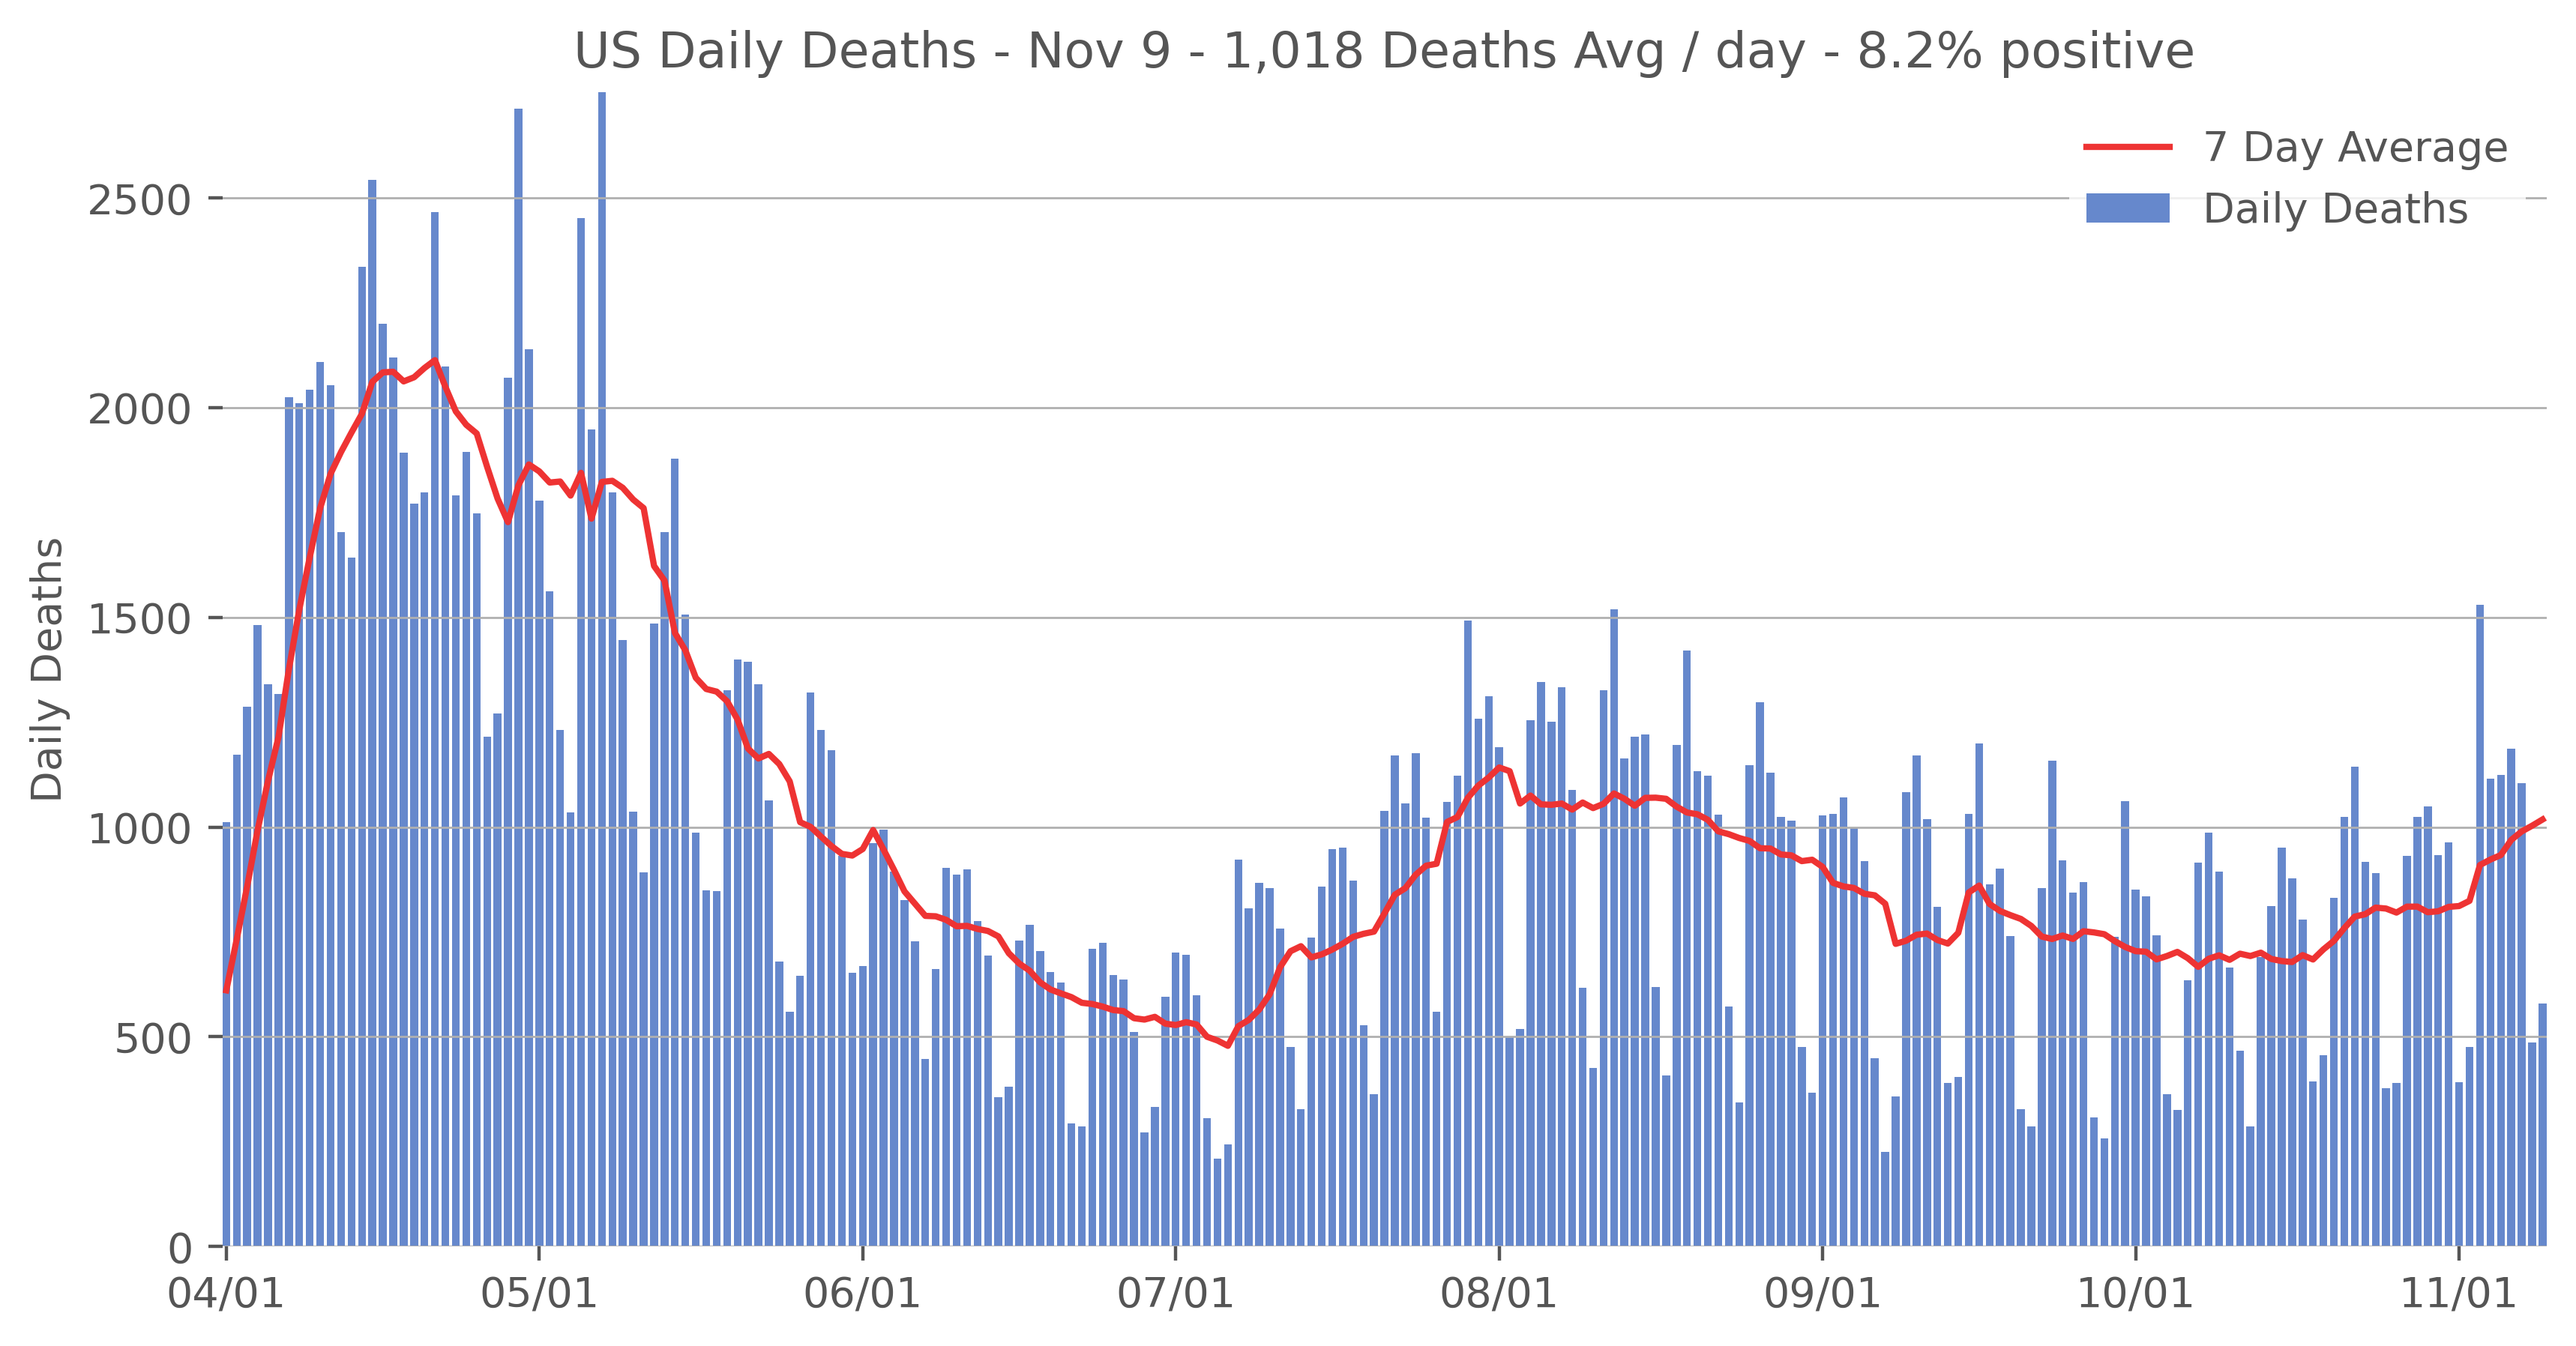 US Daily Deaths - Nov 9 - 1,018 Deaths Avg / day - 8.2% positive
7 Day Average
Daily Deaths
Daily Deaths
2500
2000
1500
1000
500
0
04/01 05/01 06/01 07/01 08/01 09/01 10/01 11/01